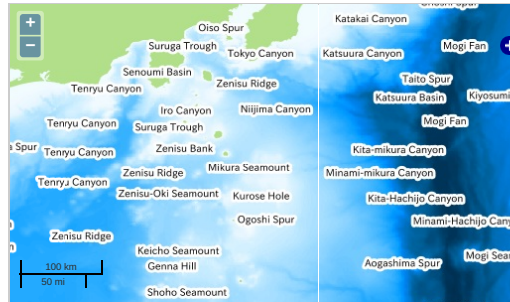 Ohoshi Spur
Katakai Canyon
Oiso Spur
+
Suruga Trough
Mogi Fan
−
Tokyo Canyon
Katsuura Canyon
Senoumi Basin
Taito Spur
Zenisu Ridge
Tenryu Canyon
Katsuura Basin
Kiyosumi
Iro Canyon
Niijima Canyon
Tenryu Canyon
Suruga Trough
Mogi Fan
a Spur
Zenisu Bank
Kita-mikura Canyon
Tenryu Canyon
Mikura Seamount
Zenisu Ridge
Minami-mikura Canyon
Tenryu Canyon
Zenisu-Oki Seamount
Kurose Hole
Kita-Hachijo Canyon
Ogoshi Spur
Minami-Hachijo Cany
Zenisu Ridge
Keicho Seamount
Mogi Sea
Aogashima Spur
Genna Hill
100 km
50 mi
Shoho Seamount